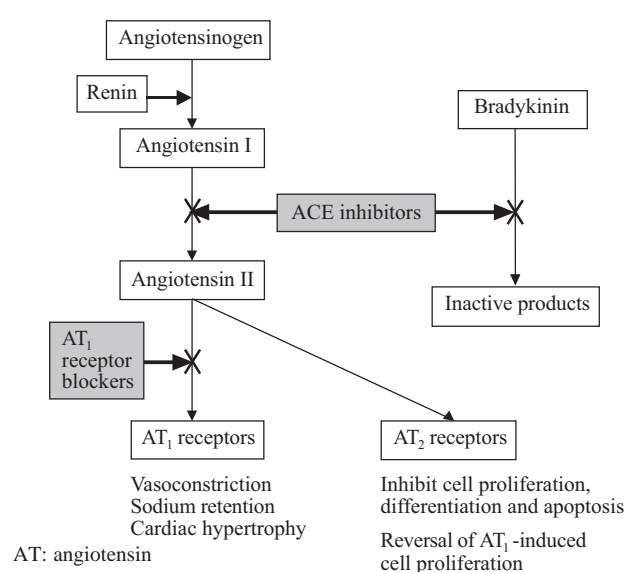 Angiotensinogen
Renin
Bradykinin
Angiotensin I
ACE inhibitors
Angiotensin II
Inactive products
AT₁
receptor
blockers
AT₁ receptors
AT₂ receptors
Vasoconstriction
Sodium retention
Cardiac hypertrophy
Inhibit cell proliferation,
differentiation and apoptosis
Reversal of AT₁-induced
cell proliferation
AT: angiotensin